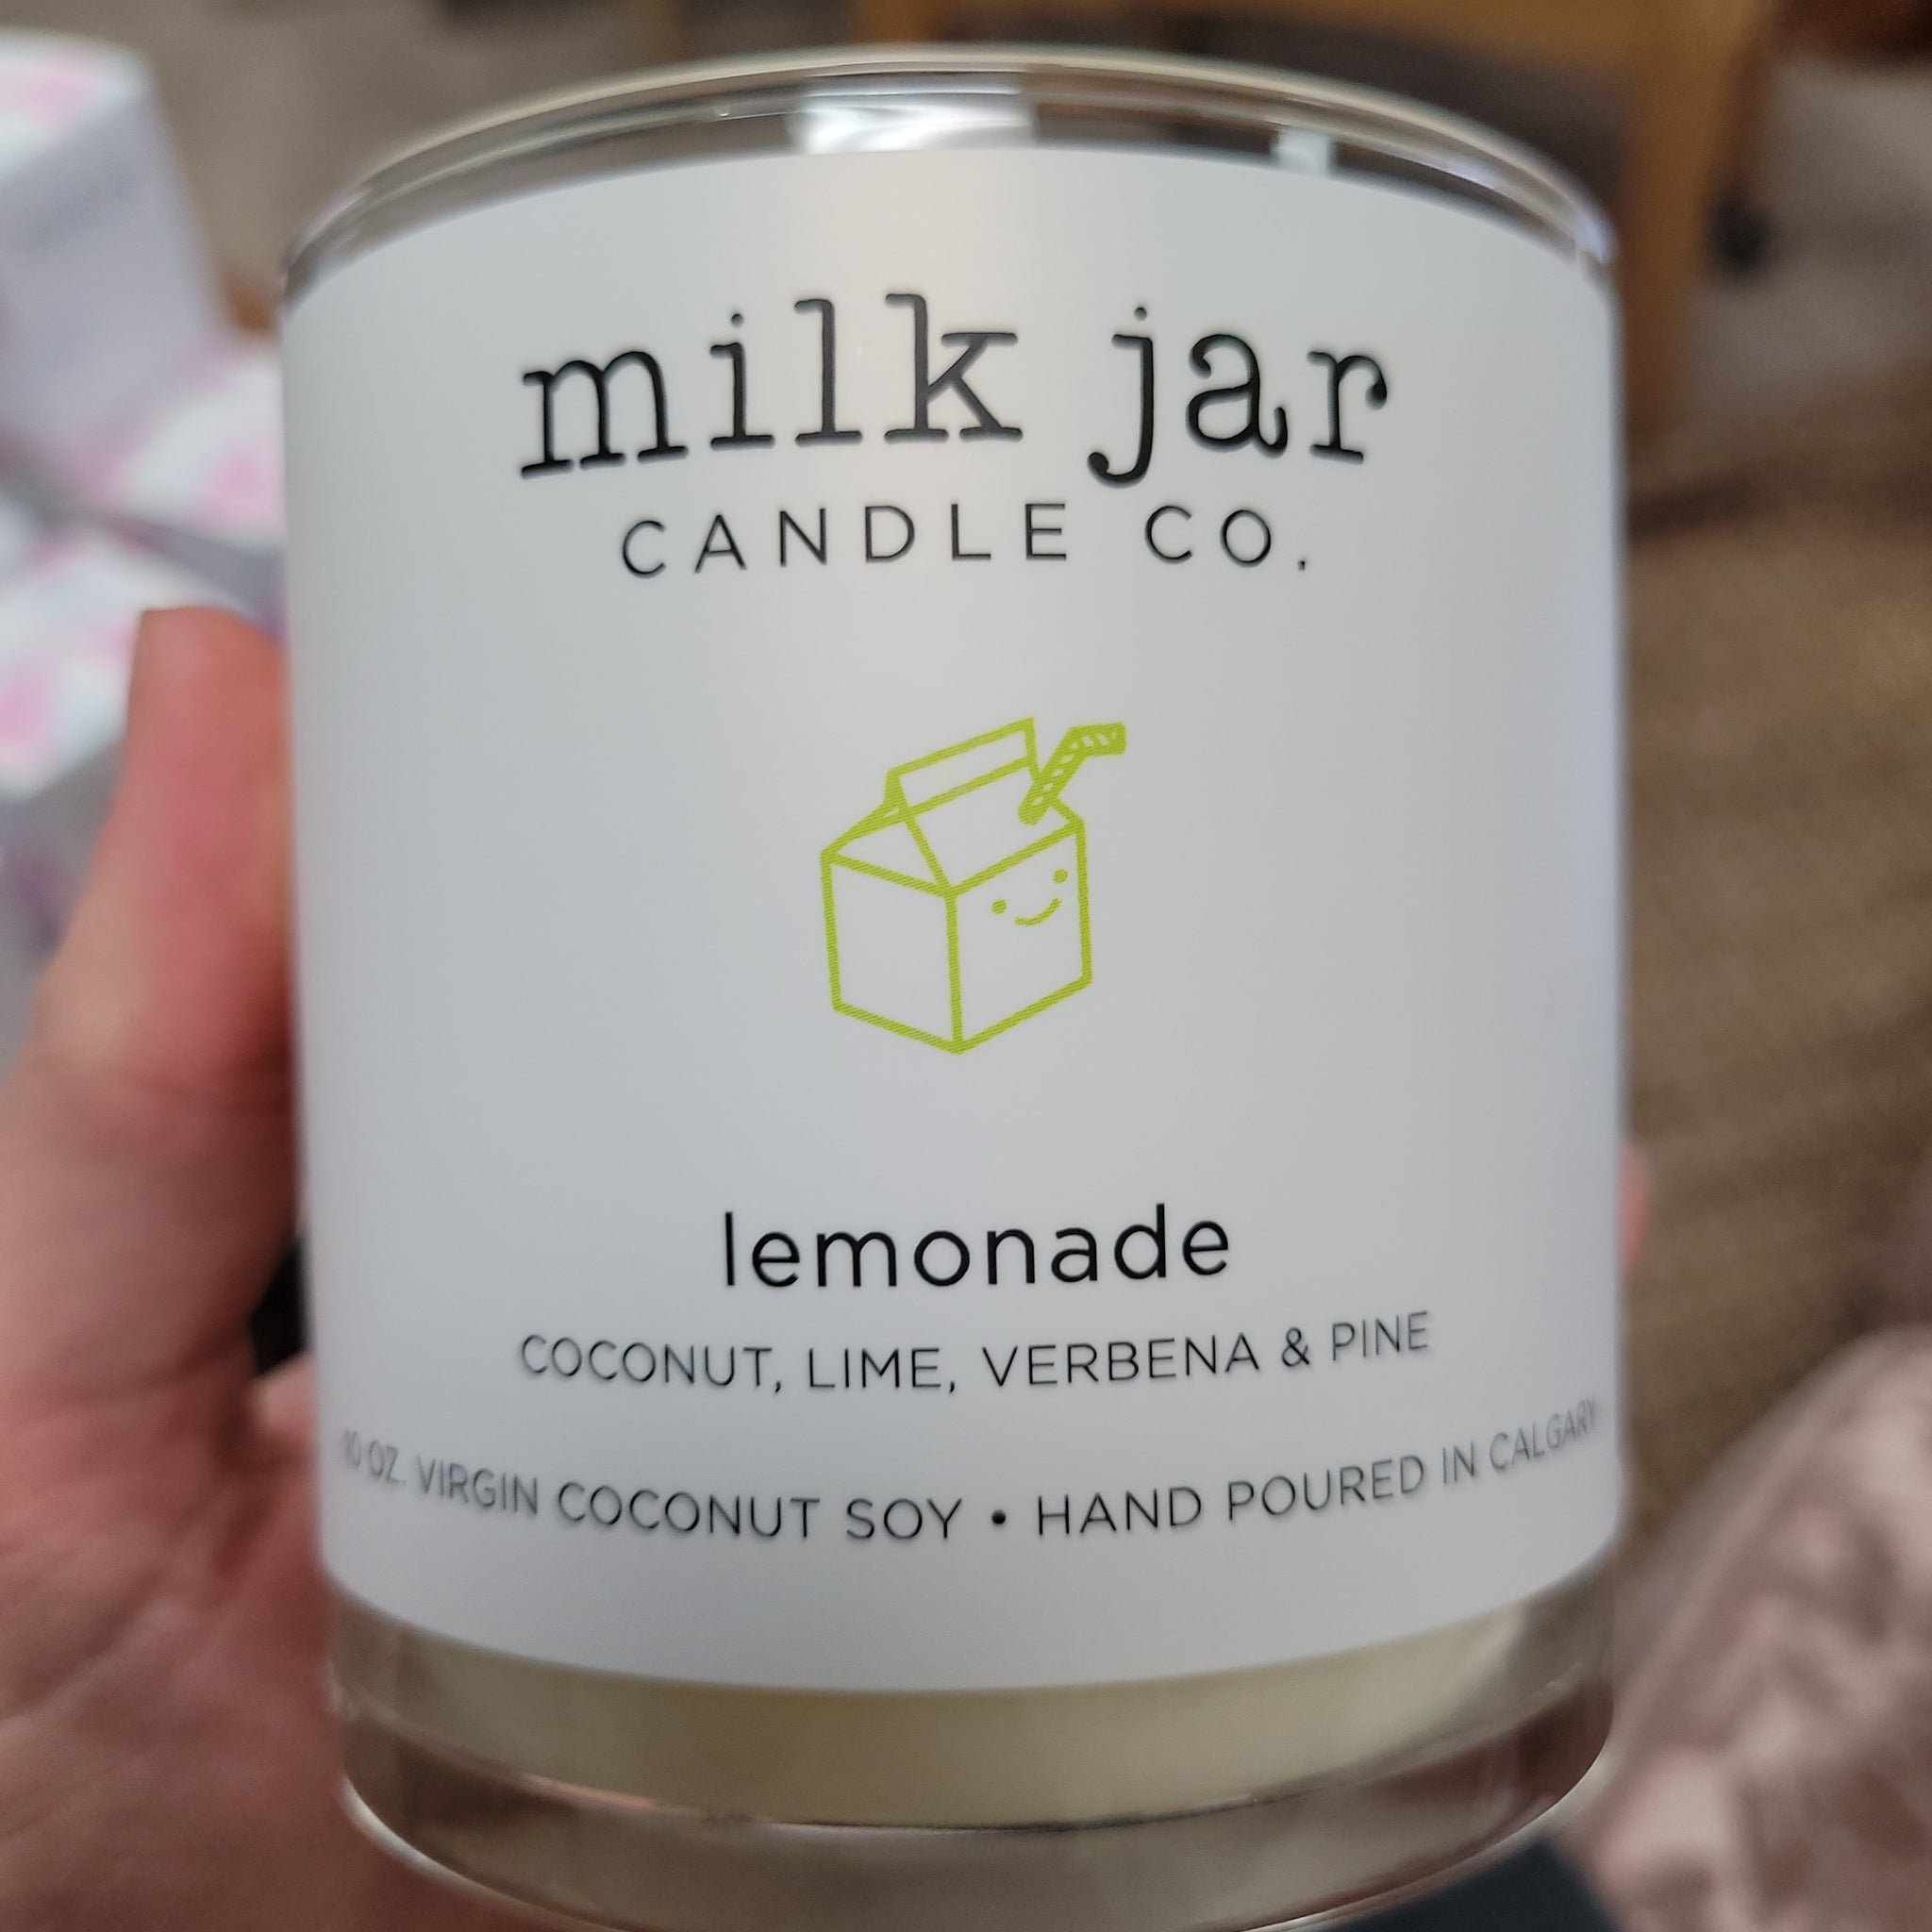 milk jar
CANDLE CO.
lemonade
COCONUT, LIME, VERBENA & PINE
10 OZ. VIRGIN COCONUT SOY • HAND POURED IN CALGARY